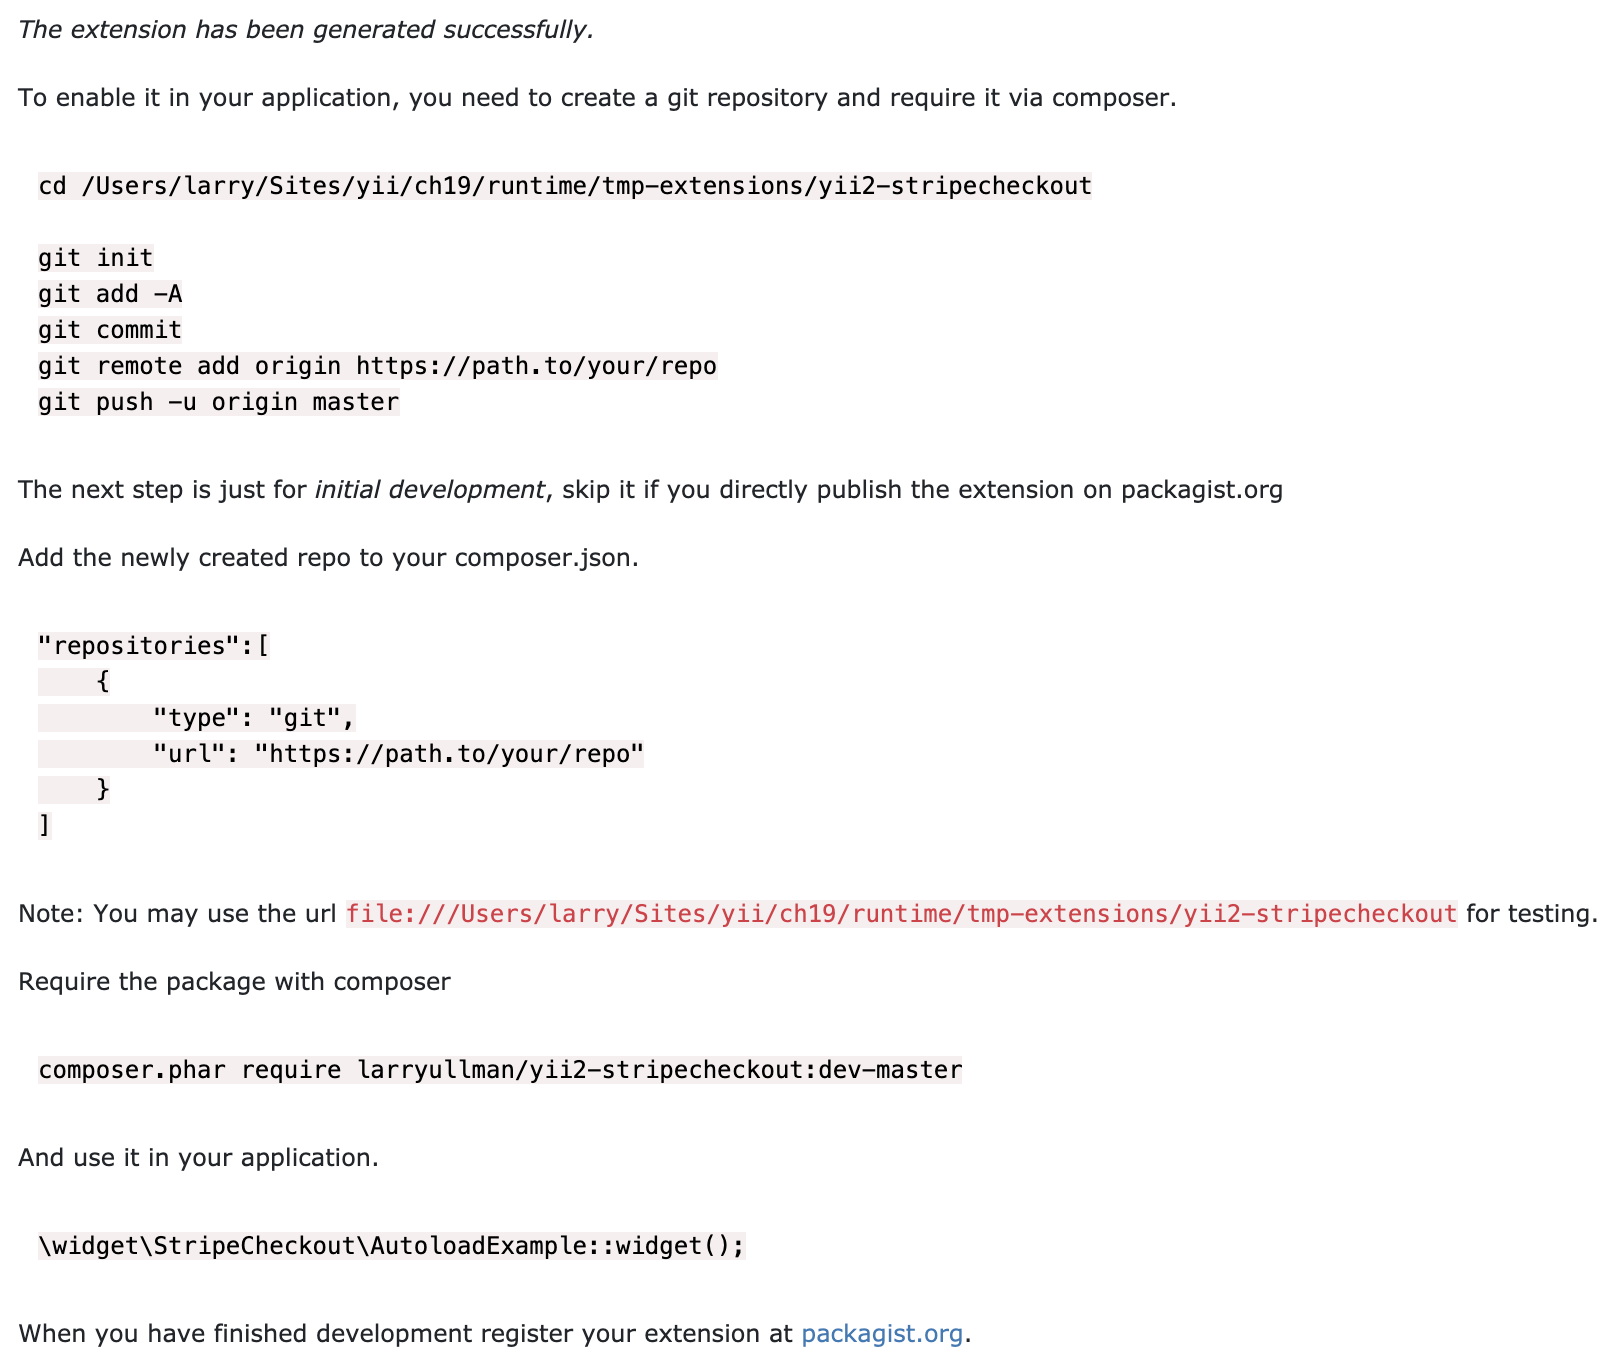 The extension has been generated successfully.
To enable it in your application, you need to create a git repository and require it via composer.
cd /Users/larry/Sites/yii/ch19/runtime/tmp-extensions/yii2-stripecheckout
git init
git add -A
git commit
git remote add origin https://path.to/your/repo
git push -u origin master
The next step is just for initial development, skip it if you directly publish the extension on packagist.org
Add the newly created repo to your composer.json.
"repositories":[
    {
        "type": "git",
        "url": "https://path.to/your/repo"
    }
]
Note: You may use the url file:///Users/larry/Sites/yii/ch19/runtime/tmp-extensions/yii2-stripecheckout for testing.
Require the package with composer
composer.phar require larryullman/yii2-stripecheckout:dev-master
And use it in your application.
\widget\StripeCheckout\AutoloadExample::widget();
When you have finished development register your extension at packagist.org.